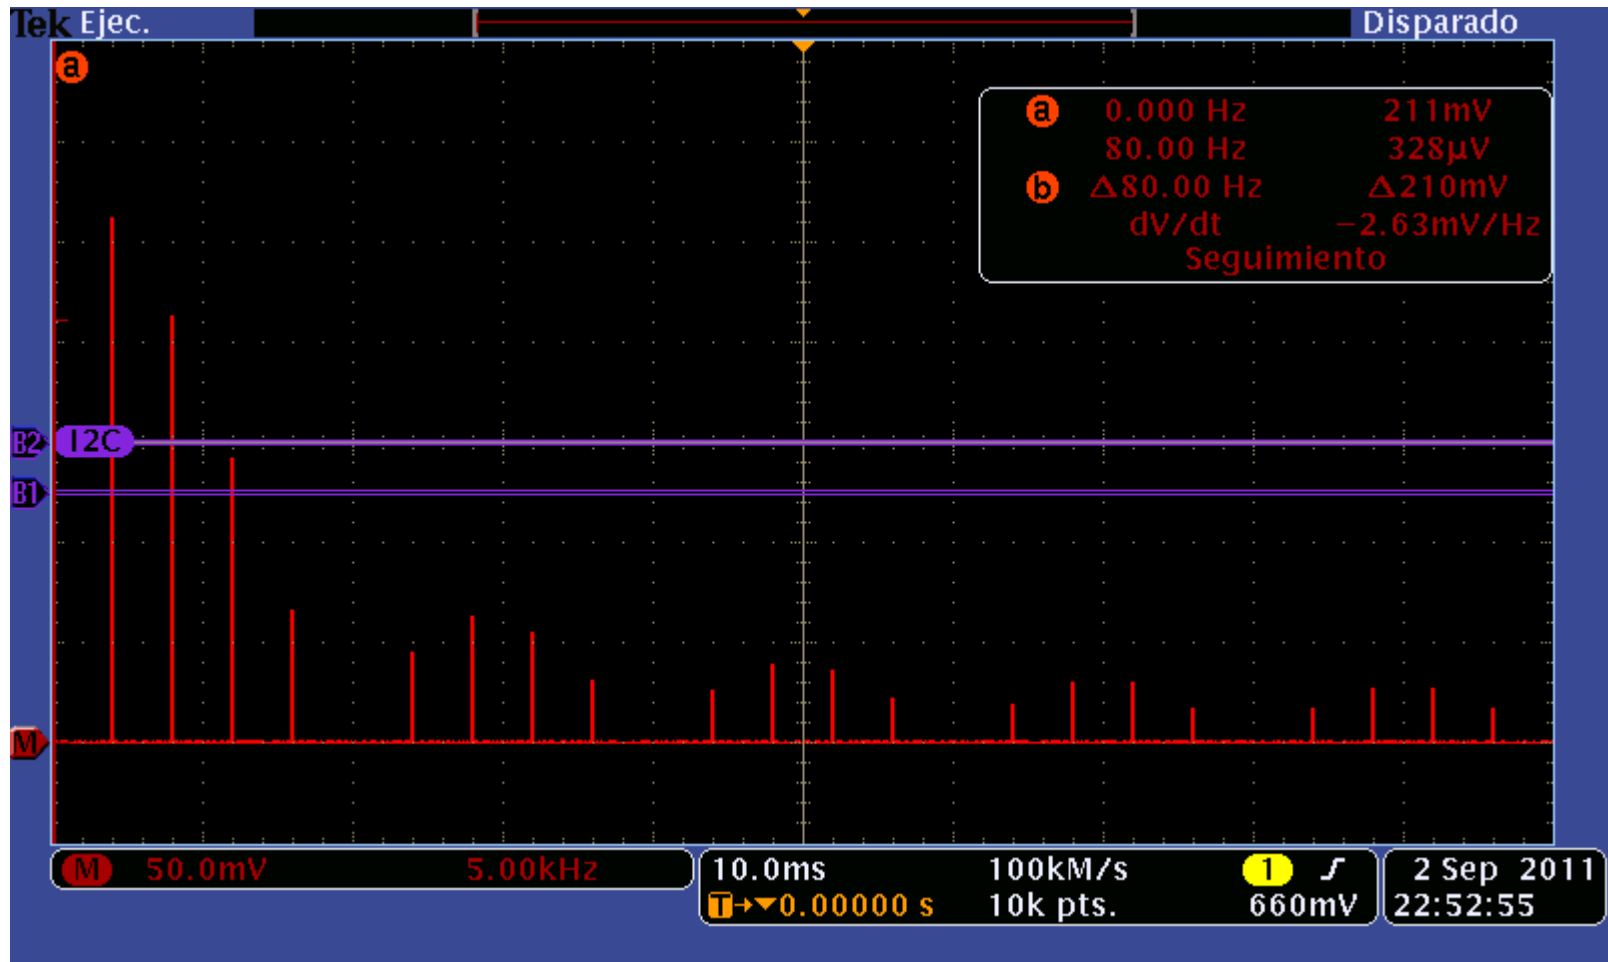 Tek Ejec. Disparado
a
a 0.000 Hz 211mV
80.00 Hz 328µV
b Δ80.00 Hz Δ210mV
dV/dt −2.63mV/Hz
Seguimiento
B2 I2C
B1
M
M 50.0mV 5.00kHz
10.0ms 100kM/s 1
T→▼0.00000 s 10k pts. 660mV
2 Sep 2011
22:52:55